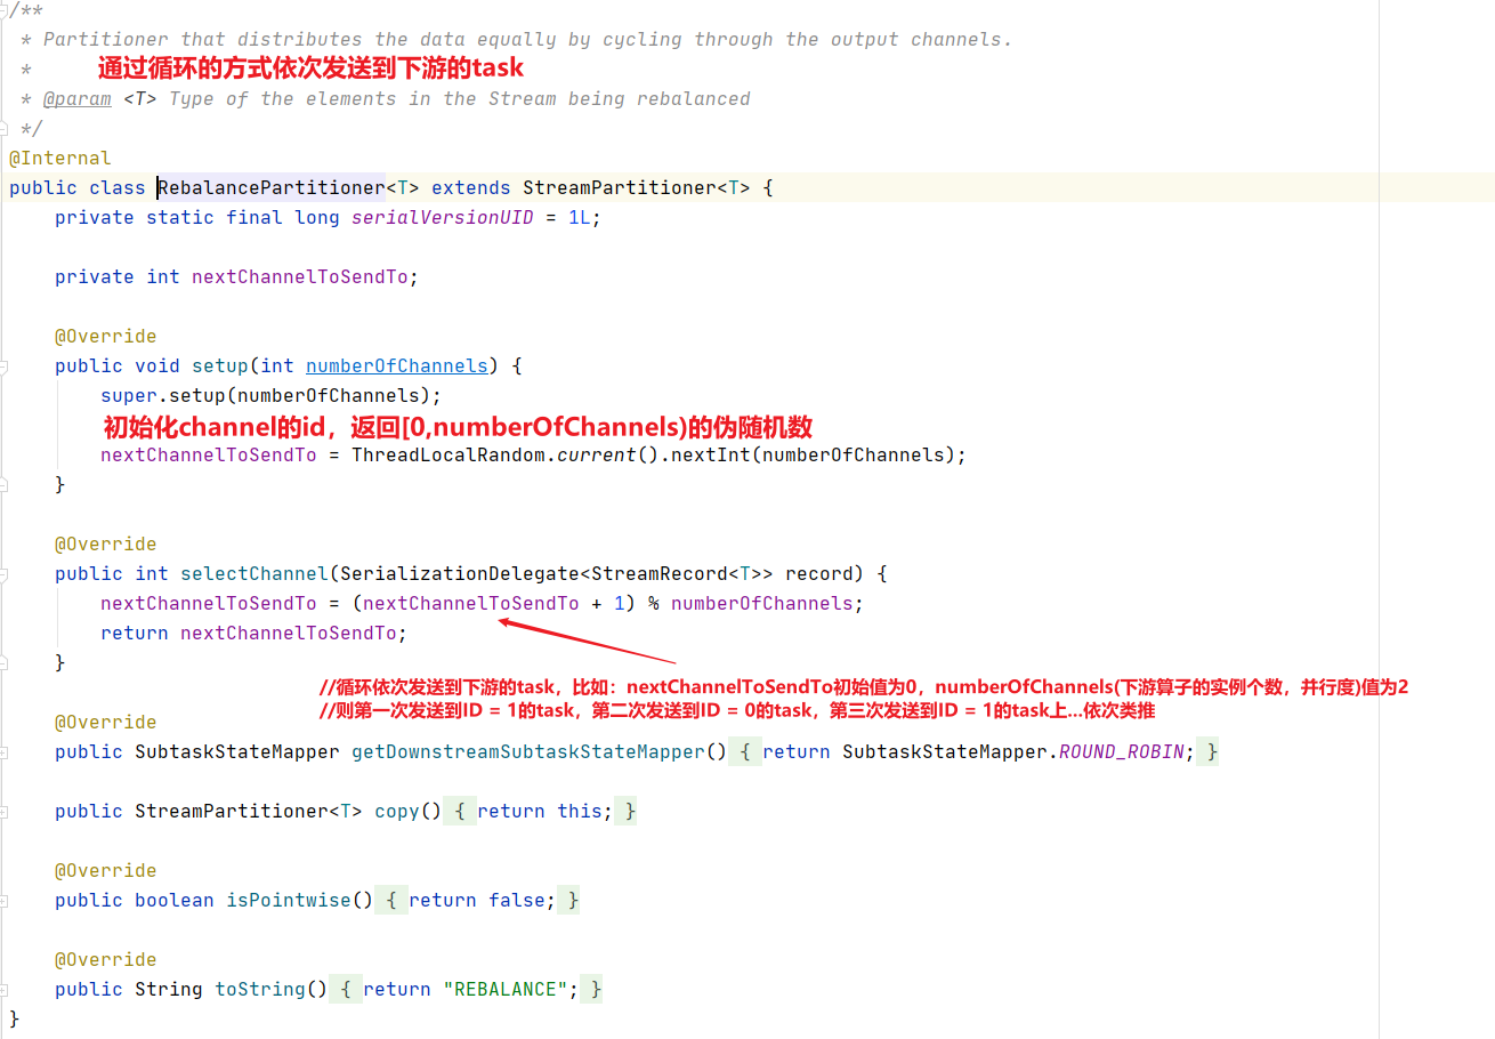 /**
* Partitioner that distributes the data equally by cycling through the output channels.
* 通过循环的方式依次发送到下游的task
* @param <T> Type of the elements in the Stream being rebalanced
*/
@Internal
public class RebalancePartitioner<T> extends StreamPartitioner<T> {
private static final long serialVersionUID = 1L;
private int nextChannelToSendTo;
@Override
public void setup(int numberOfChannels) {
super.setup(numberOfChannels);
初始化channel的id，返回[0,numberOfChannels)的伪随机数
nextChannelToSendTo = ThreadLocalRandom.current().nextInt(numberOfChannels);
}
@Override
public int selectChannel(SerializationDelegate<StreamRecord<T>> record) {
nextChannelToSendTo = (nextChannelToSendTo + 1) % numberOfChannels;
return nextChannelToSendTo;
}
//循环依次发送到下游的task，比如：nextChannelToSendTo初始值为0，numberOfChannels(下游算子的实例个数，并行度)值为2
//则第一次发送到ID = 1的task，第二次发送到ID = 0的task，第三次发送到ID = 1的task上...依次类推
@Override
public SubtaskStateMapper getDownstreamSubtaskStateMapper() { return SubtaskStateMapper.ROUND_ROBIN; }
public StreamPartitioner<T> copy() { return this; }
@Override
public boolean isPointwise() { return false; }
@Override
public String toString() { return "REBALANCE"; }
}